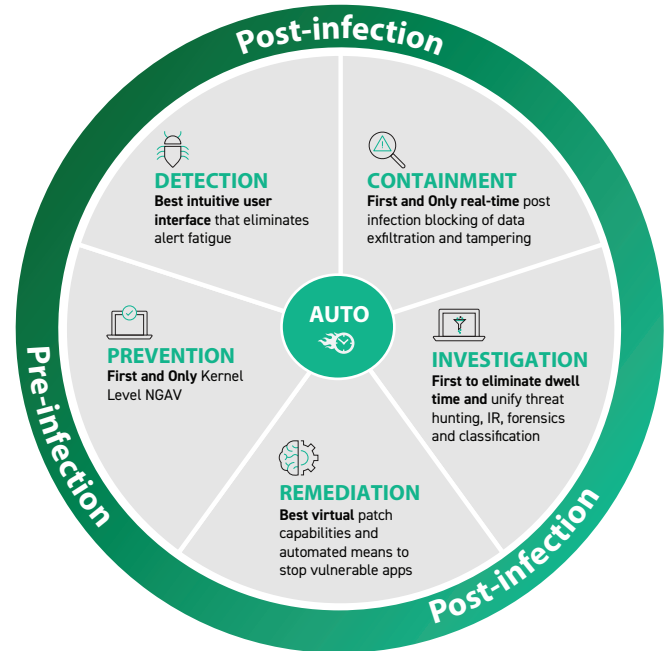 Post-infection
DETECTION
Best intuitive user
interface that eliminates
alert fatigue
CONTAINMENT
First and Only real-time post
infection blocking of data
exfiltration and tampering
AUTO
PREVENTION
First and Only Kernel
Level NGAV
INVESTIGATION
First to eliminate dwell
time and unify threat
hunting, IR, forensics
and classification
REMEDIATION
Best virtual patch
capabilities and
automated means to
stop vulnerable apps
Pre-infection
Post-infection